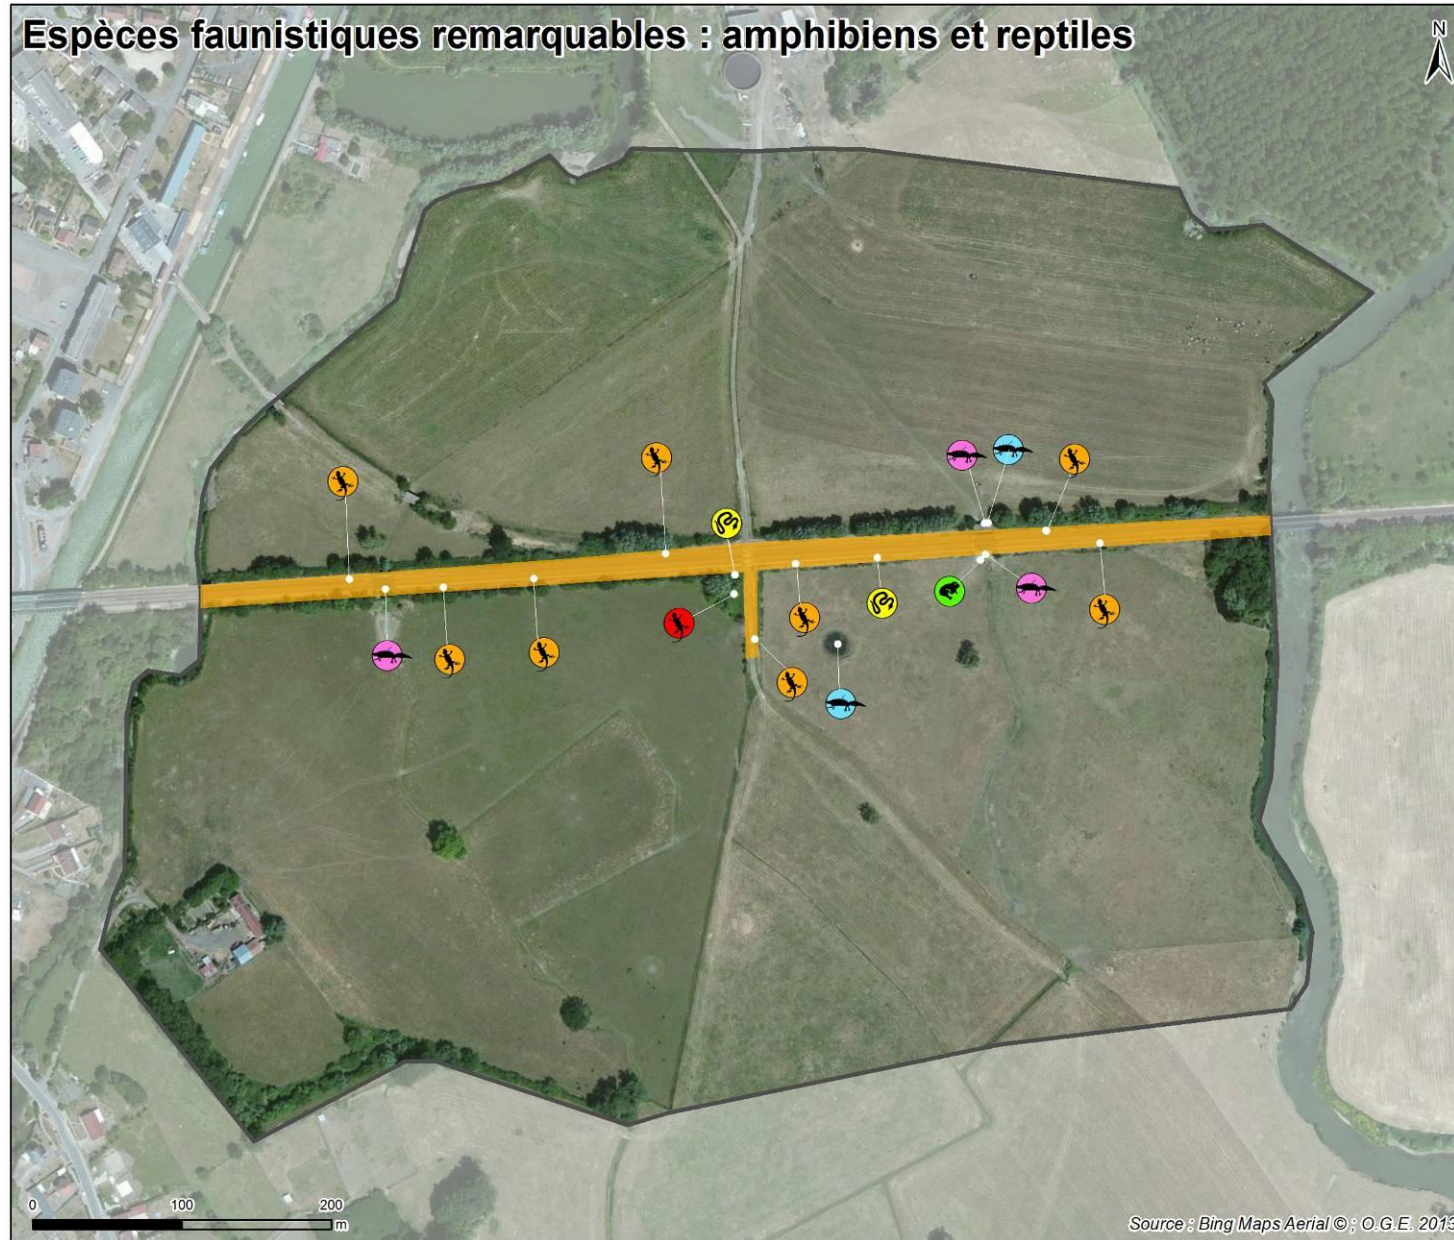 Espèces faunistiques remarquables : amphibiens et reptiles
N
0 100 200
m
Source : Bing Maps Aerial © ; O.G.E. 2013